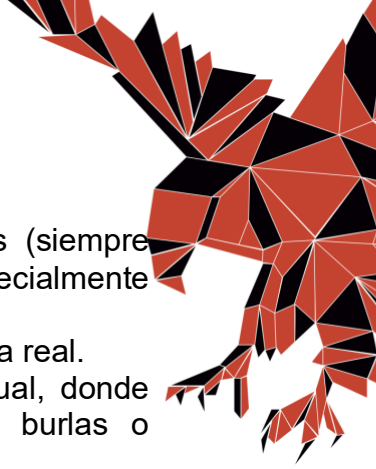 s (siempre
ecialmente
a real.
ual, donde
burlas o